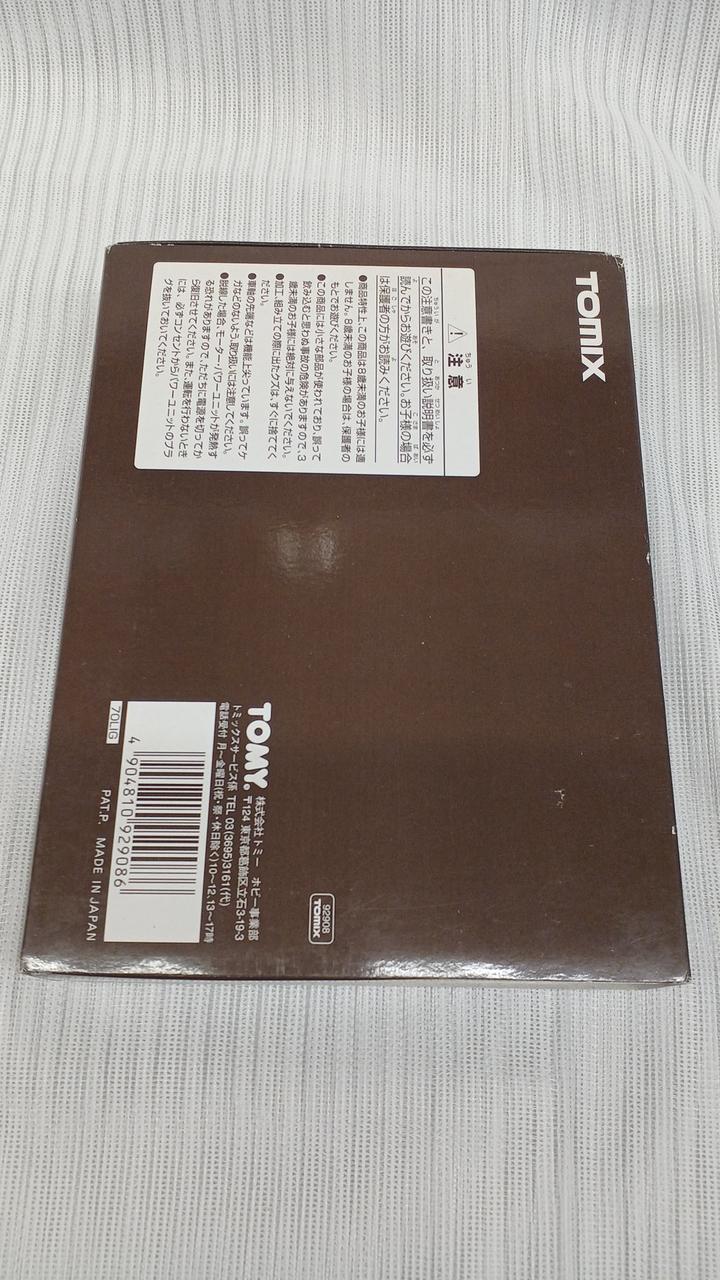 TOMIX
注意
この注意書きと、取り扱い説明書を必ず
読んでからお遊びください。お子様の場合
は保護者の方がお読みください。
●商品特性上、この商品は8歳未満のお子様には適
しません。8歳未満のお子様の場合は、保護者の
もとでお遊びください。
●この商品には小さな部品が使われており、誤って
飲み込むと思わぬ事故の危険がありますので、3
歳未満のお子様には絶対に与えないでください。
●加工、組み立ての際に出たクズは、すぐに捨ててく
ださい。
●車軸の先端などは機能上尖っています。誤ってケ
ガなどのないよう、取り扱いには注意してください。
●脱線した場合、モーター・パワーユニットが発熱す
る恐れがありますので、ただちに電源を切ってか
ら復旧させてください。また、運転を行わないとき
には、必ずコンセントからパワーユニットのプラ
グを抜いておいてください。
92908
TOMIX
TOMY. 株式会社トミー ホビー事業部
〒124 東京都葛飾区立石3-19-3
トミックスサービス係 TEL 03(3695)3161(代)
電話受付 月〜金曜日(祝・祭・休日除く)10〜12、13〜17時
70LIG
4 904810 929086
PAT.P. MADE IN JAPAN